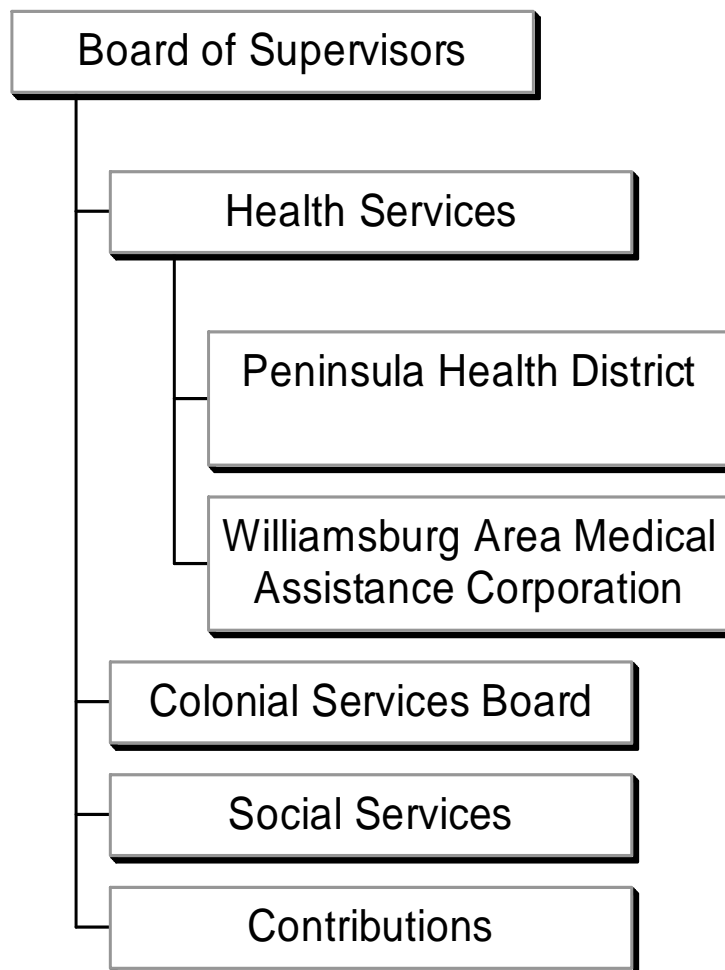 Board of Supervisors
Health Services
Peninsula Health District
Williamsburg Area Medical
Assistance Corporation
Colonial Services Board
Social Services
Contributions